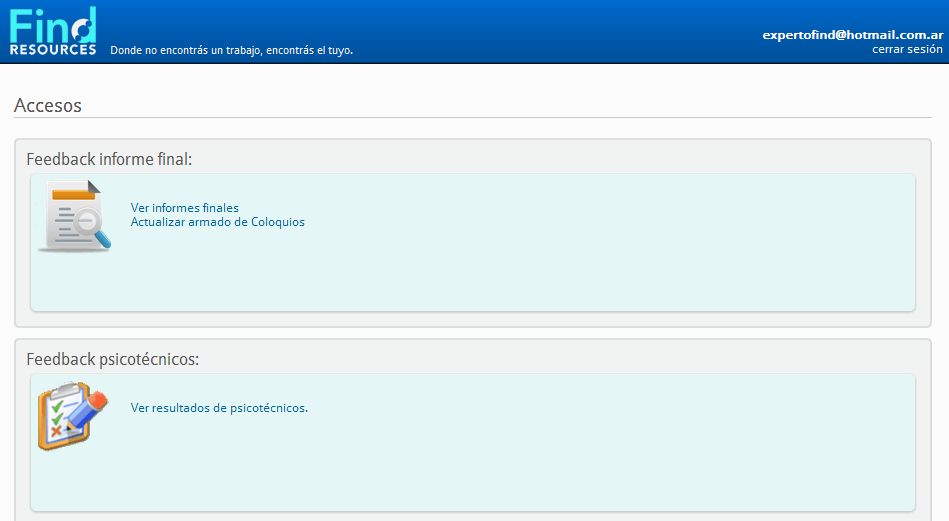 Find
RESOURCES
Donde no encontrás un trabajo, encontrás el tuyo.
expertofind@hotmail.com.ar
cerrar sesión
Accesos
Feedback informe final:
Ver informes finales
Actualizar armado de Coloquios
Feedback psicotécnicos:
Ver resultados de psicotécnicos.